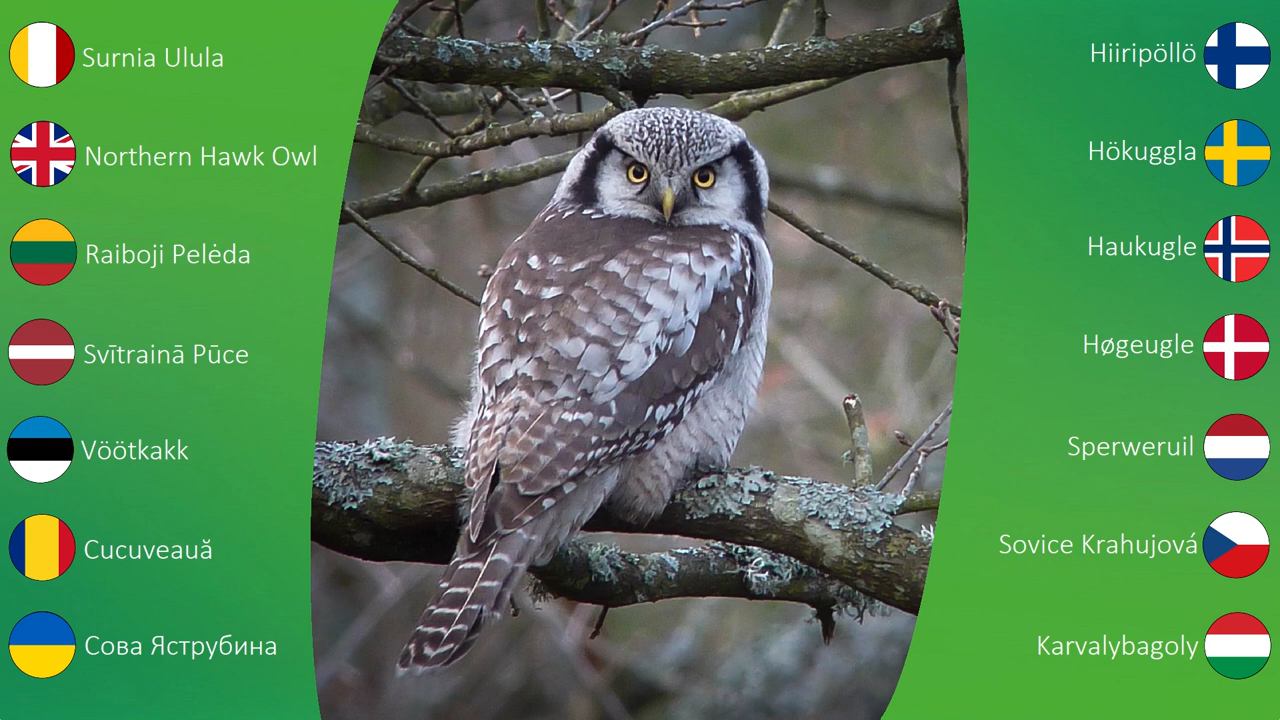 Surnia Ulula
Northern Hawk Owl
Raiboji Pelėda
Svītrainā Pūce
Vöötkakk
Cucuveauă
Сова Яструбина
Hiiripöllö
Hökuggla
Haukugle
Høgeugle
Sperweruil
Sovice Krahujová
Karvalybagoly